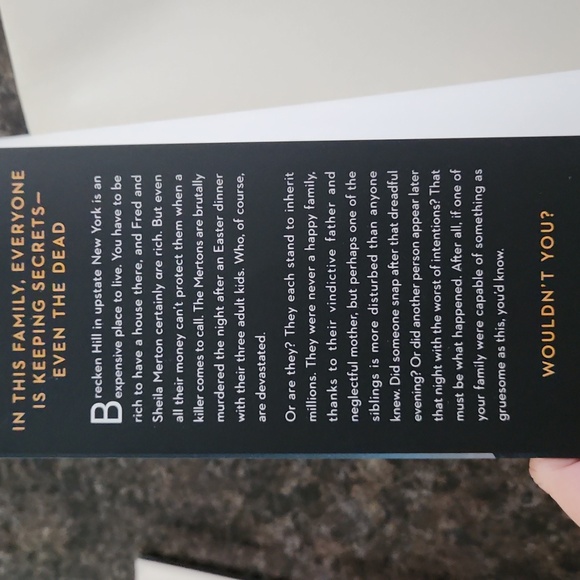 IN THIS FAMILY, EVERYONE
IS KEEPING SECRETS—
EVEN THE DEAD
Brecken Hill in upstate New York is an
expensive place to live. You have to be
rich to have a house there, and Fred and
Sheila Merton certainly are rich. But even
all their money can't protect them when a
killer comes to call. The Mertons are brutally
murdered the night after an Easter dinner
with their three adult kids. Who, of course,
are devastated.
Or are they? They each stand to inherit
millions. They were never a happy family,
thanks to their vindictive father and
neglectful mother, but perhaps one of the
siblings is more disturbed than anyone
knew. Did someone snap after that dreadful
evening? Or did another person appear later
that night with the worst of intentions? That
must be what happened. After all, if one of
your family were capable of something as
gruesome as this, you'd know.
WOULDN'T YOU?